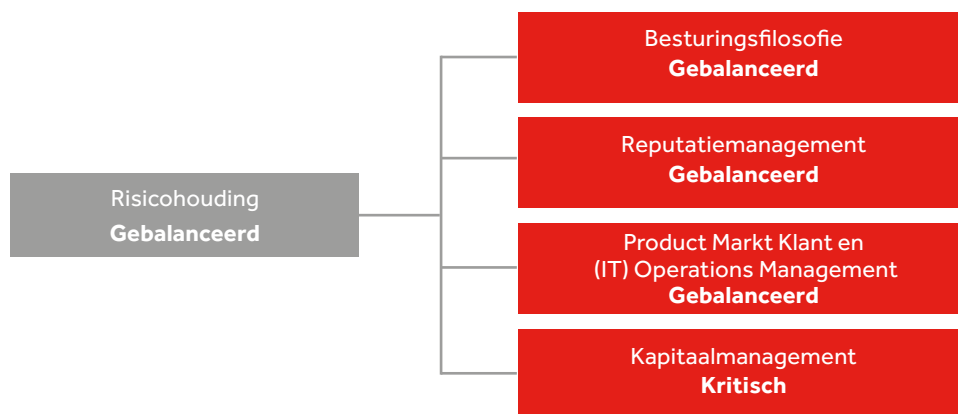 Risicohouding
Gebalanceerd
Besturingsfilosofie
Gebalanceerd
Reputatiemanagement
Gebalanceerd
Product Markt Klant en
(IT) Operations Management
Gebalanceerd
Kapitaalmanagement
Kritisch